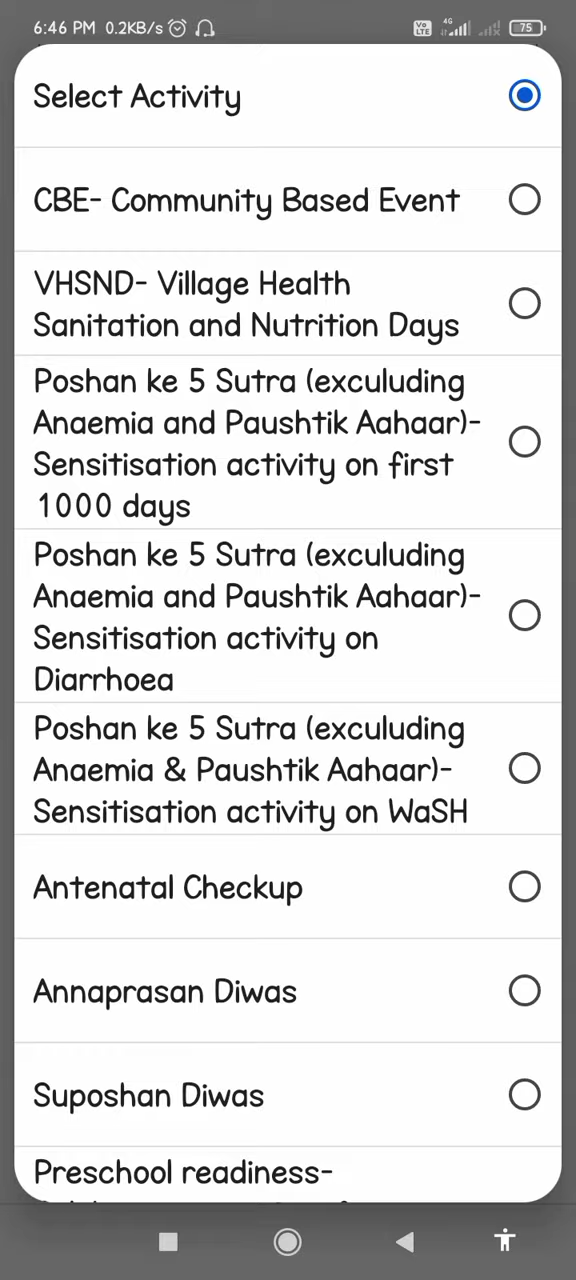 6:46 PM 0.2KB/s
VO LTE 4G 75
Select Activity
CBE- Community Based Event
VHSND- Village Health
Sanitation and Nutrition Days
Poshan ke 5 Sutra (exculuding
Anaemia and Paushtik Aahaar)-
Sensitisation activity on first
1000 days
Poshan ke 5 Sutra (exculuding
Anaemia and Paushtik Aahaar)-
Sensitisation activity on
Diarrhoea
Poshan ke 5 Sutra (exculuding
Anaemia & Paushtik Aahaar)-
Sensitisation activity on WaSH
Antenatal Checkup
Annaprasan Diwas
Suposhan Diwas
Preschool readiness-